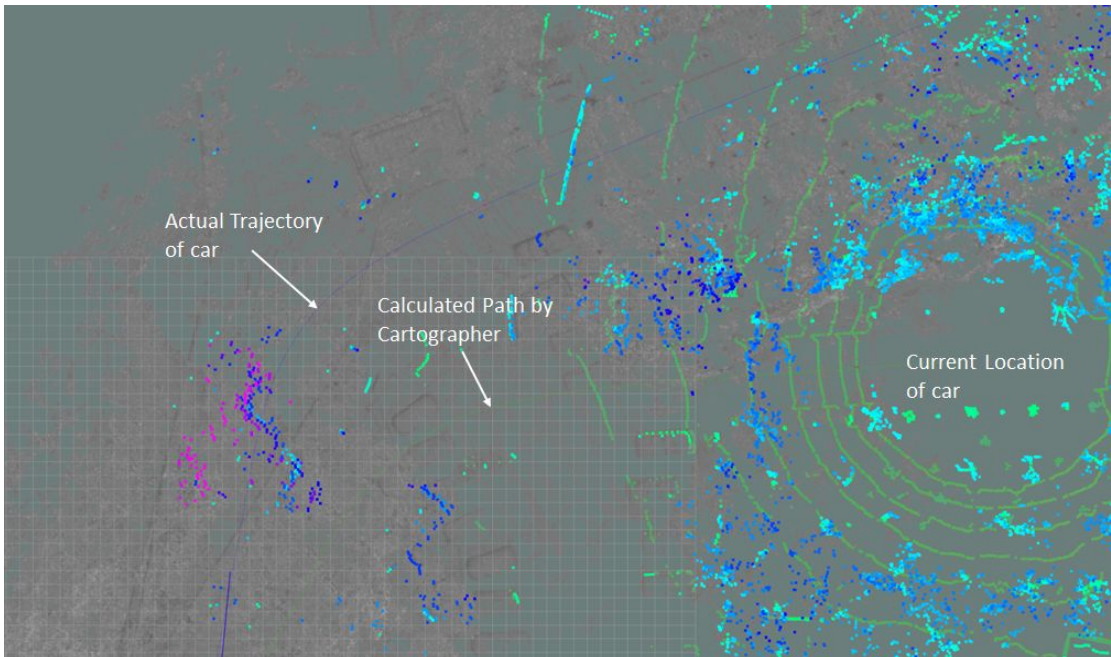 Actual Trajectory
of car
Calculated Path by
Cartographer
Current Location
of car